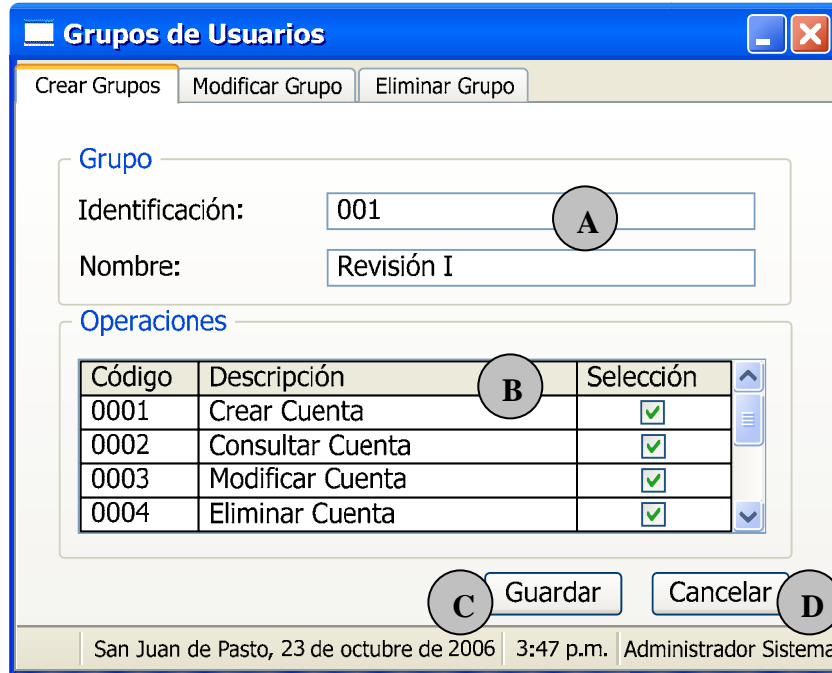 Grupos de Usuarios
Crear Grupos Modificar Grupo Eliminar Grupo
Grupo
Identificación: 001 A
Nombre: Revisión I
Operaciones
Código Descripción B Selección
0001 Crear Cuenta
0002 Consultar Cuenta
0003 Modificar Cuenta
0004 Eliminar Cuenta
C Guardar Cancelar D
San Juan de Pasto, 23 de octubre de 2006 3:47 p.m. Administrador Sistema